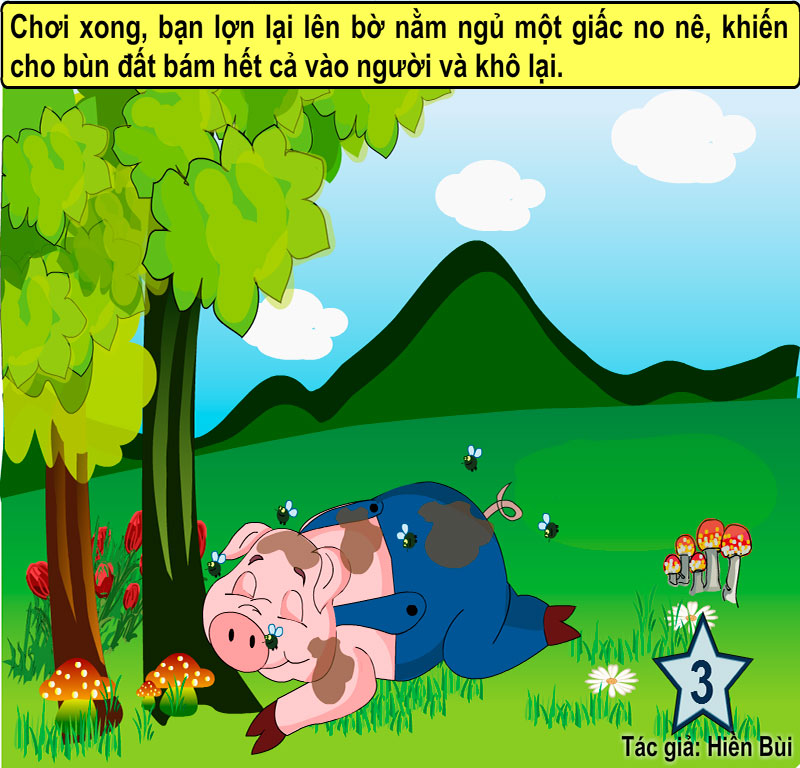 Chơi xong, bạn lợn lại lên bờ nằm ngủ một giấc no nê, khiến
cho bùn đất bám hết cả vào người và khô lại.
3
Tác giả: Hiền Bùi